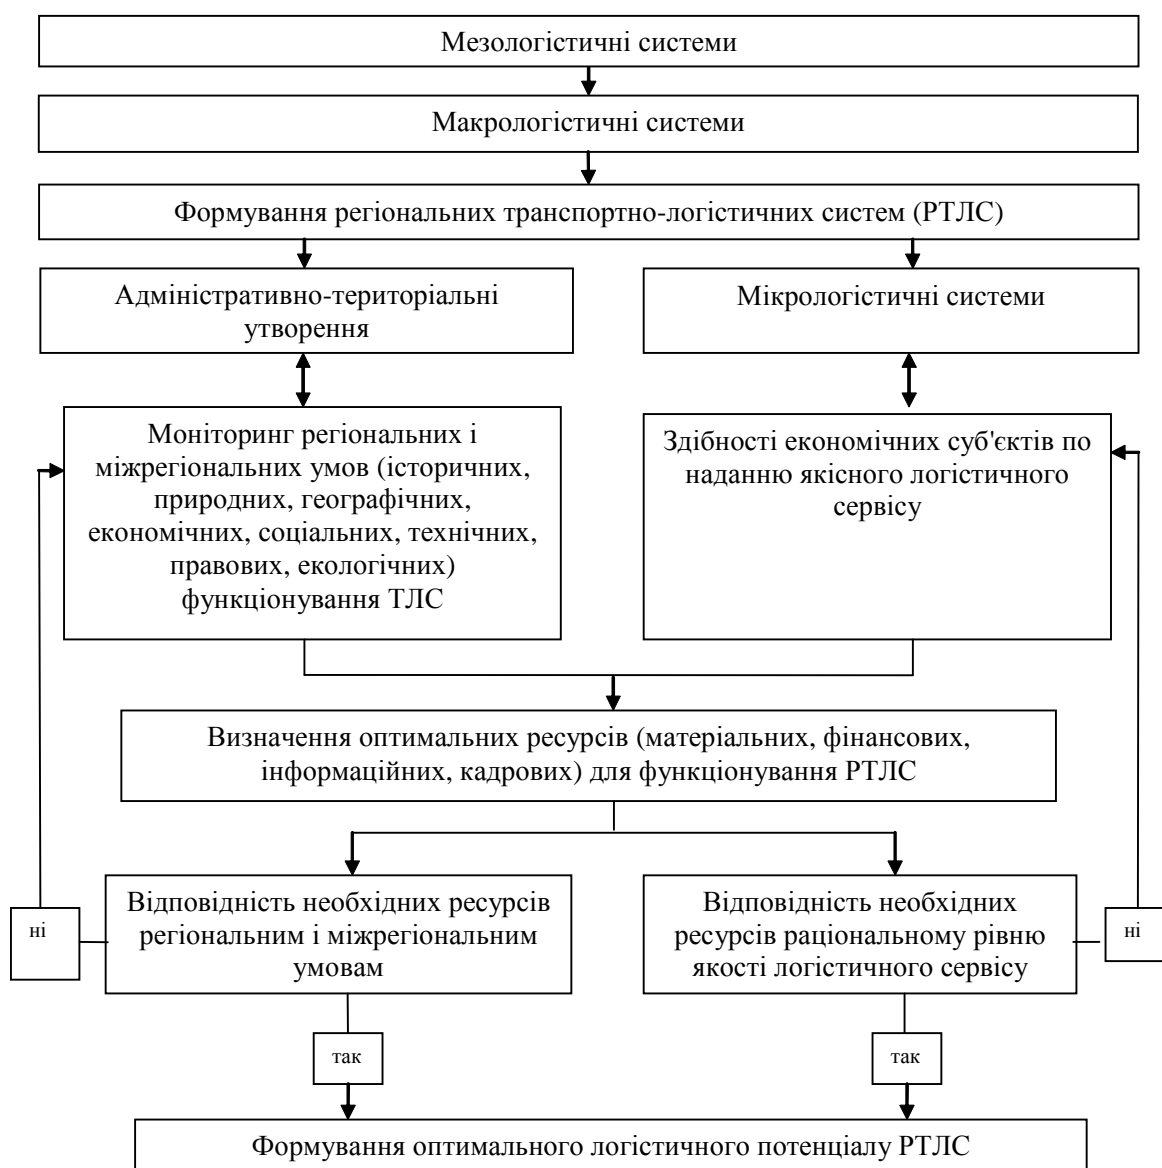 Мезологістичні системи
Макрологістичні системи
Формування регіональних транспортно-логістичних систем (РТЛС)
Адміністративно-територіальні
утворення
Мікрологістичні системи
Моніторинг регіональних і
міжрегіональних умов (історичних,
природних, географічних,
економічних, соціальних, технічних,
правових, екологічних)
функціонування ТЛС
Здібності економічних суб'єктів по
наданню якісного логістичного
сервісу
Визначення оптимальних ресурсів (матеріальних, фінансових,
інформаційних, кадрових) для функціонування РТЛС
ні
Відповідність необхідних ресурсів
регіональним і міжрегіональним
умовам
Відповідність необхідних
ресурсів раціональному рівню
якості логістичного сервісу
ні
так
так
Формування оптимального логістичного потенціалу РТЛС